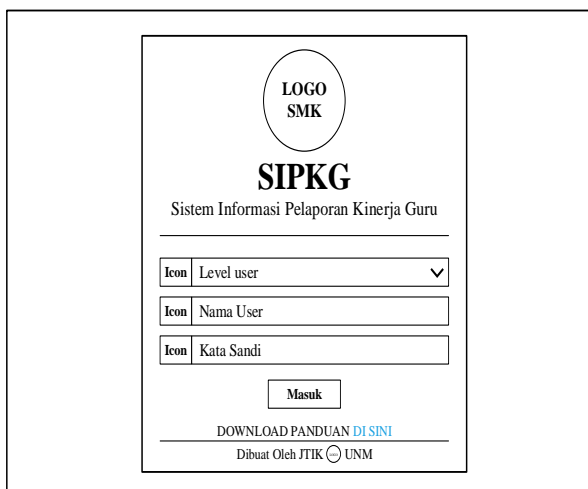 LOGO
SMK
SIPKG
Sistem Informasi Pelaporan Kinerja Guru
Icon Level user
Icon Nama User
Icon Kata Sandi
Masuk
DOWNLOAD PANDUAN DI SINI
Dibuat Oleh JTIK UNM